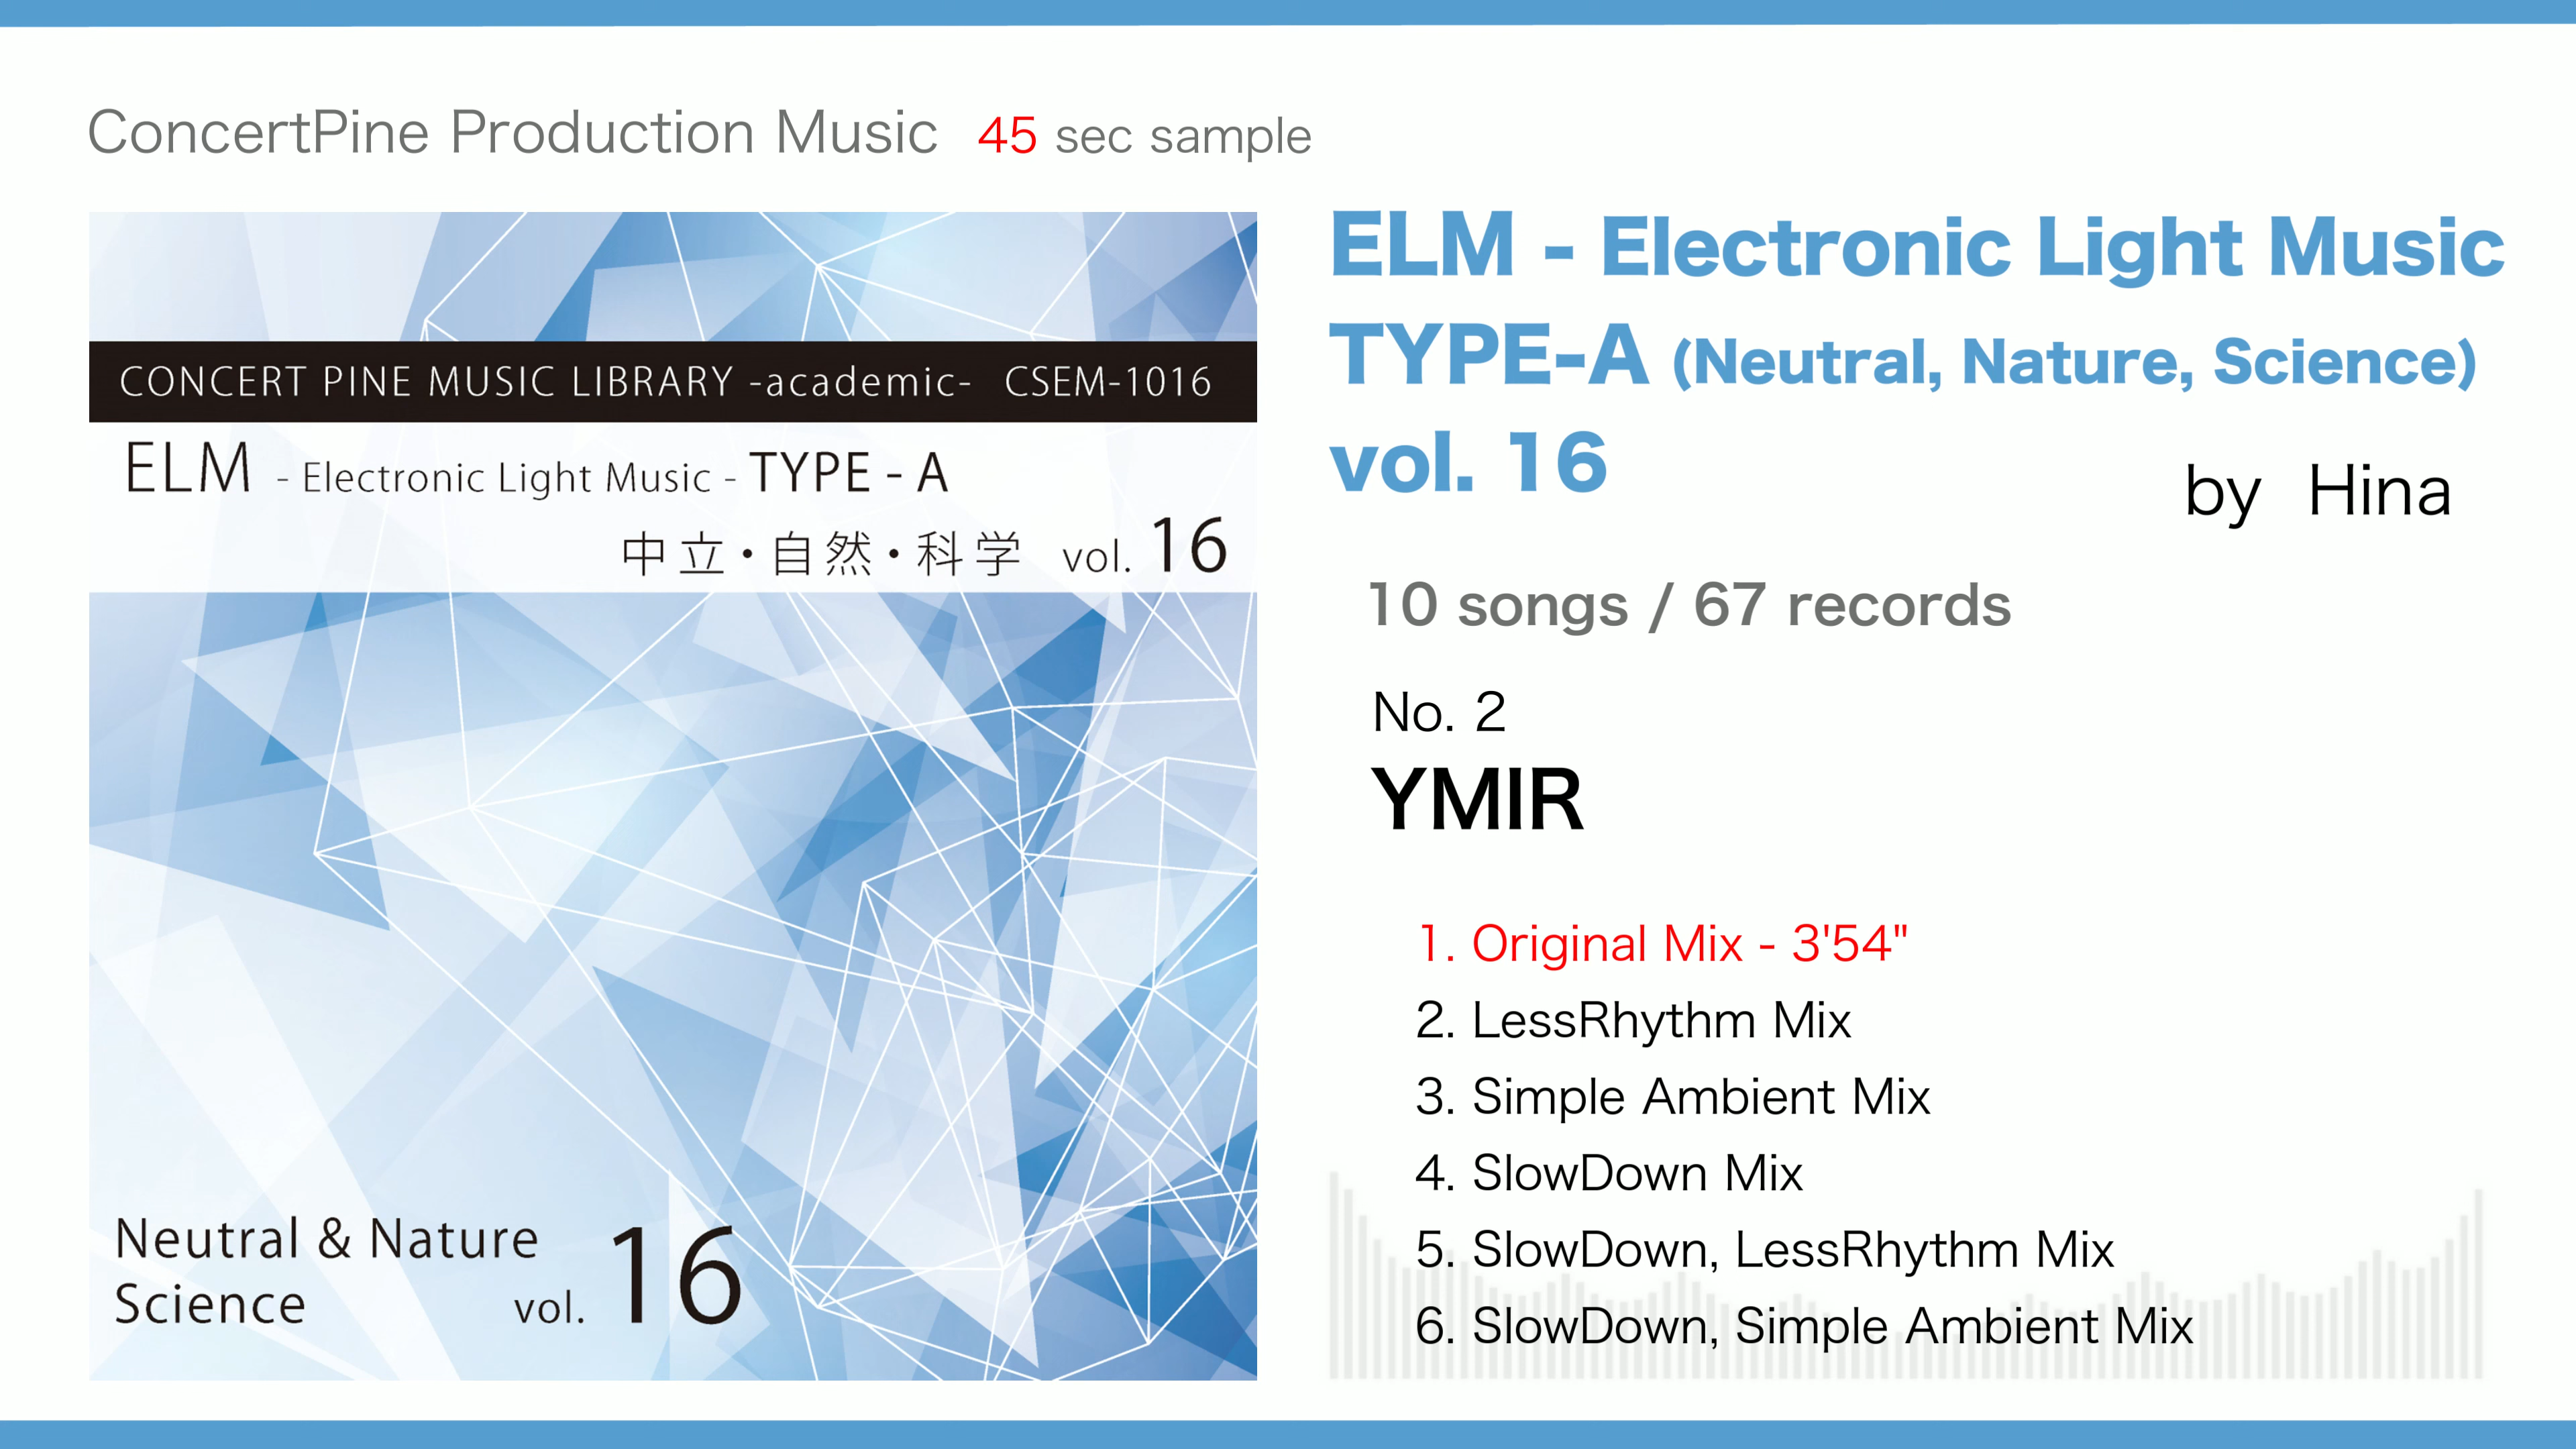 ConcertPine Production Music 45 sec sample
CONCERT PINE MUSIC LIBRARY -academic- CSEM-1016
ELM - Electronic Light Music - TYPE - A
中立・自然・科学 vol. 16
Neutral & Nature
Science vol. 16
ELM - Electronic Light Music
TYPE-A (Neutral, Nature, Science)
vol. 16
by Hina
10 songs / 67 records
No. 2
YMIR
1. Original Mix - 3'54"
2. LessRhythm Mix
3. Simple Ambient Mix
4. SlowDown Mix
5. SlowDown, LessRhythm Mix
6. SlowDown, Simple Ambient Mix